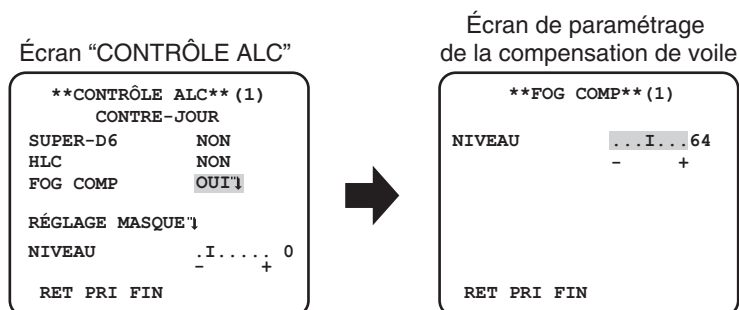 Écran “CONTRÔLE ALC”
**CONTRÔLE ALC**(1)
CONTRE-JOUR
SUPER-D6 NON
HLC NON
FOG COMP OUI⮧
RÉGLAGE MASQUE⮧
NIVEAU .I..... 0
- +
RET PRI FIN
Écran de paramétrage
de la compensation de voile
**FOG COMP**(1)
NIVEAU ...I...64
- +
RET PRI FIN